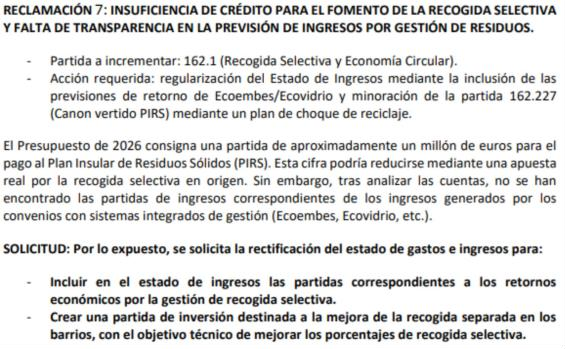 RECLAMACIÓN 7: INSUFICIENCIA DE CRÉDITO PARA EL FOMENTO DE LA RECOGIDA SELECTIVA
Y FALTA DE TRANSPARENCIA EN LA PREVISIÓN DE INGRESOS POR GESTIÓN DE RESIDUOS.
- Partida a incrementar: 162.1 (Recogida Selectiva y Economía Circular).
- Acción requerida: regularización del Estado de Ingresos mediante la inclusión de las
previsiones de retorno de Ecoembes/Ecovidrio y minoración de la partida 162.227
(Canon vertido PIRS) mediante un plan de choque de reciclaje.
El Presupuesto de 2026 consigna una partida de aproximadamente un millón de euros para el
pago al Plan Insular de Residuos Sólidos (PIRS). Esta cifra podría reducirse mediante una apuesta
real por la recogida selectiva en origen. Sin embargo, tras analizar las cuentas, no se han
encontrado las partidas de ingresos correspondientes de los ingresos generados por los
convenios con sistemas integrados de gestión (Ecoembes, Ecovidrio, etc.).
SOLICITUD: Por lo expuesto, se solicita la rectificación del estado de gastos e ingresos para:
- Incluir en el estado de ingresos las partidas correspondientes a los retornos
económicos por la gestión de recogida selectiva.
- Crear una partida de inversión destinada a la mejora de la recogida separada en los
barrios, con el objetivo técnico de mejorar los porcentajes de recogida selectiva.